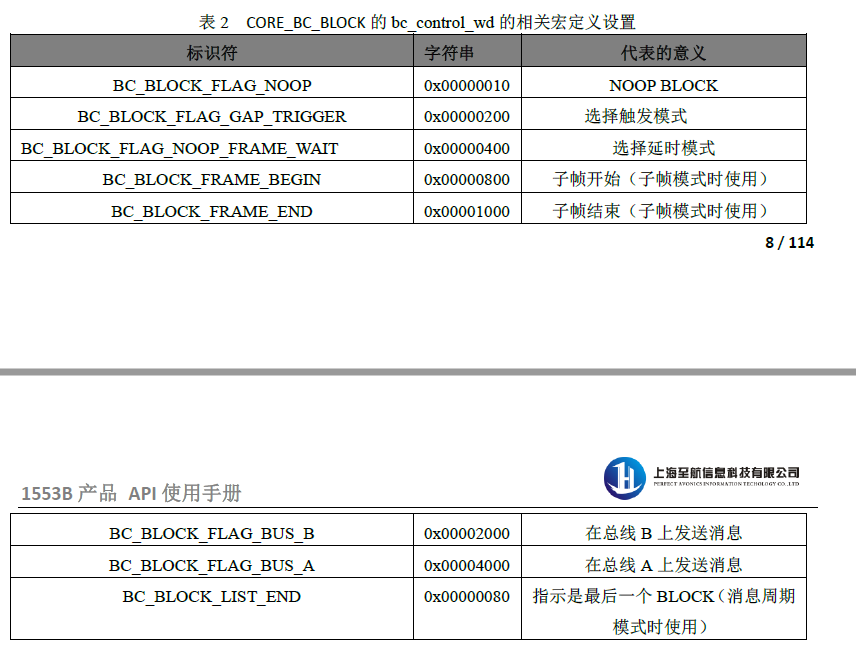 表 2 CORE_BC_BLOCK 的 bc_control_wd 的相关宏定义设置
标识符 字符串 代表的意义
BC_BLOCK_FLAG_NOOP 0x00000010 NOOP BLOCK
BC_BLOCK_FLAG_GAP_TRIGGER 0x00000200 选择触发模式
BC_BLOCK_FLAG_NOOP_FRAME_WAIT 0x00000400 选择延时模式
BC_BLOCK_FRAME_BEGIN 0x00000800 子帧开始（子帧模式时使用）
BC_BLOCK_FRAME_END 0x00001000 子帧结束（子帧模式时使用）
8 / 114
上海至航信息科技有限公司
PERFECT AVIONICS INFORMATION TECHOLOGY CO.,LTD
1553B 产品 API 使用手册
BC_BLOCK_FLAG_BUS_B 0x00002000 在总线 B 上发送消息
BC_BLOCK_FLAG_BUS_A 0x00004000 在总线 A 上发送消息
BC_BLOCK_LIST_END 0x00000080 指示是最后一个 BLOCK（消息周期
模式时使用）